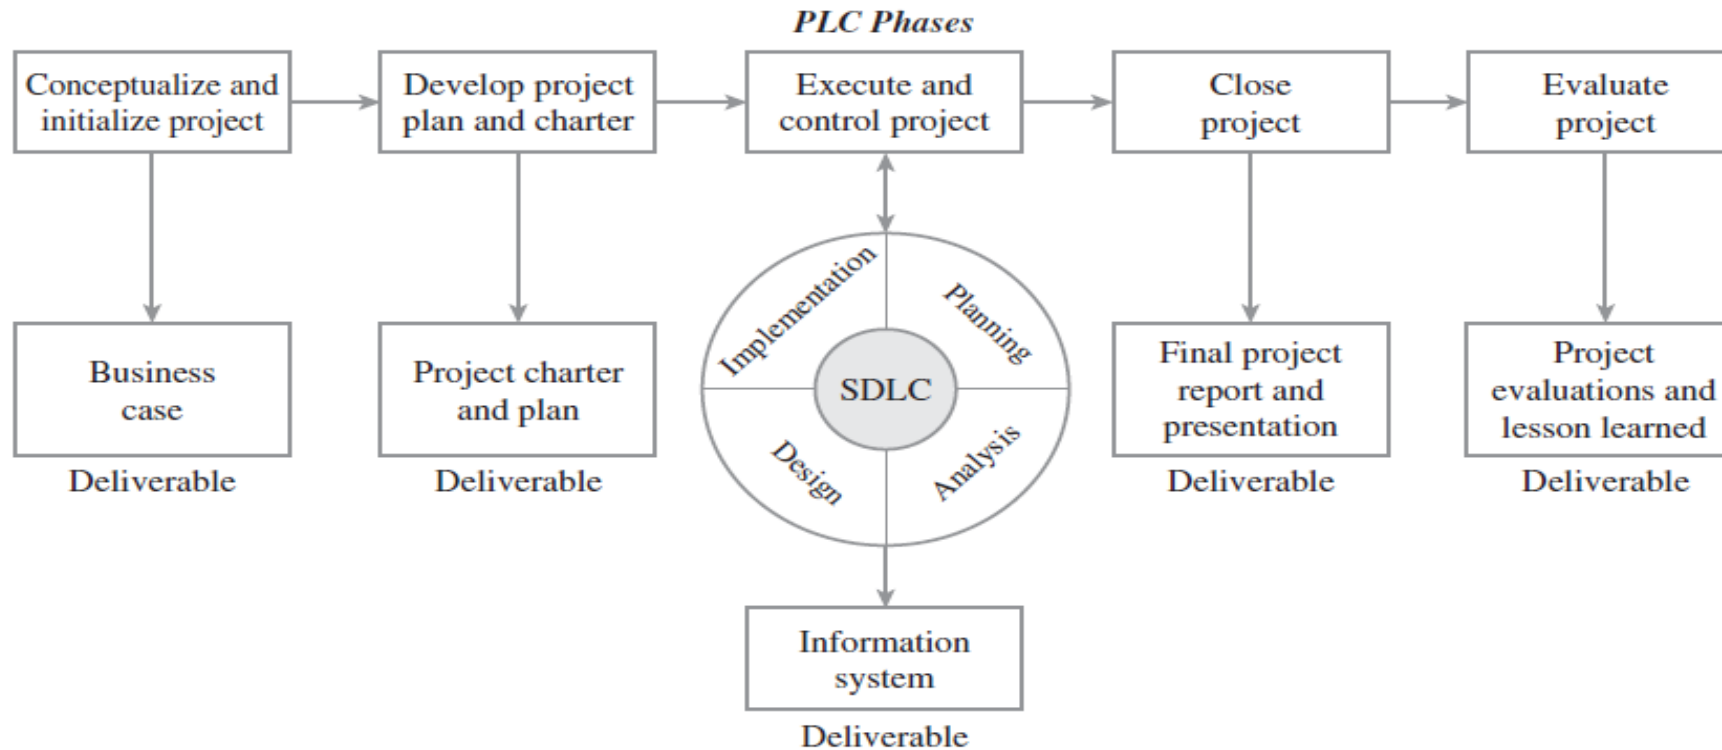 PLC Phases
Conceptualize and
initialize project
Develop project
plan and charter
Execute and
control project
Close
project
Evaluate
project
Implementation
Planning
SDLC
Design
Analysis
Business
case
Deliverable
Project charter
and plan
Deliverable
Final project
report and
presentation
Deliverable
Project
evaluations and
lesson learned
Deliverable
Information
system
Deliverable